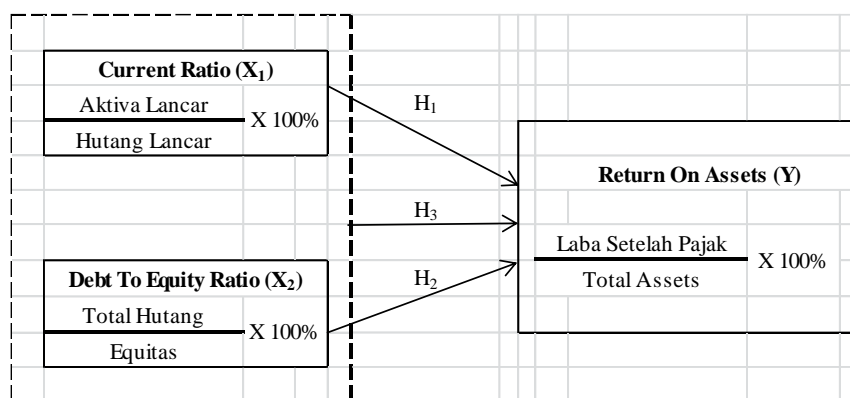 Current Ratio (X₁)
Aktiva Lancar
X 100%
Hutang Lancar
H₁
Return On Assets (Y)
H₃
Laba Setelah Pajak
X 100%
Total Assets
Debt To Equity Ratio (X₂)
H₂
Total Hutang
X 100%
Equitas